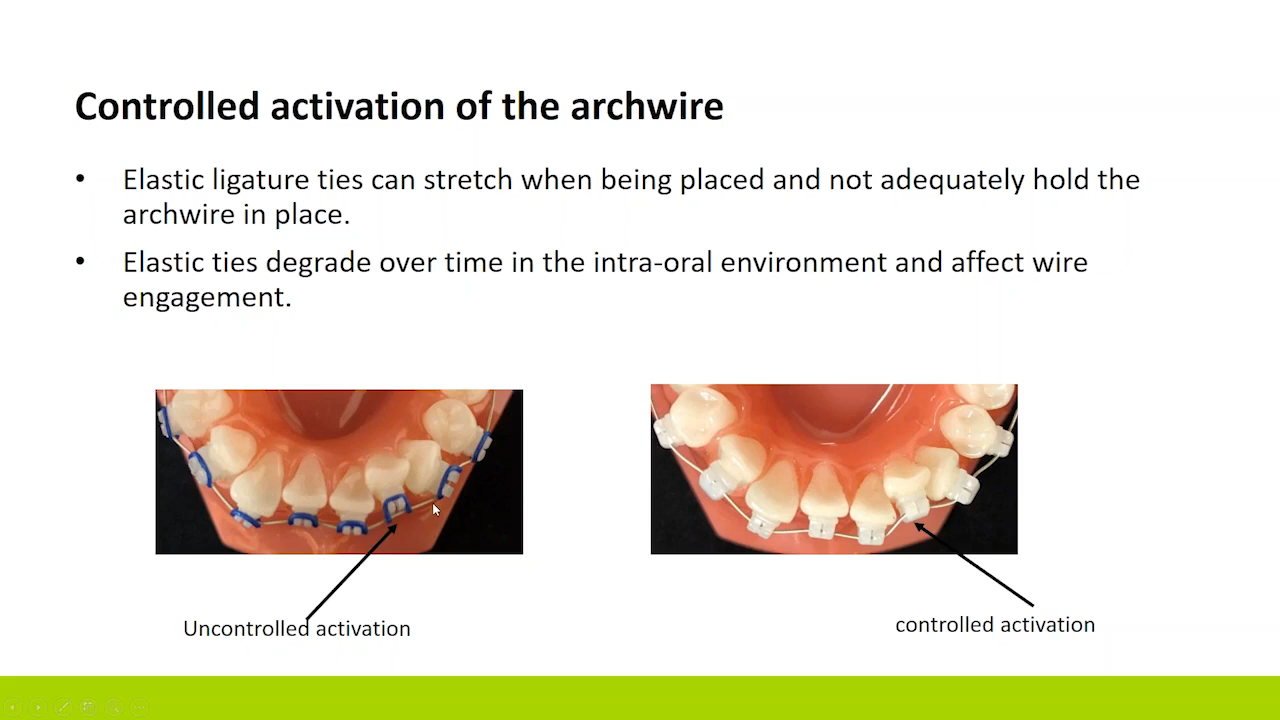 Controlled activation of the archwire
• Elastic ligature ties can stretch when being placed and not adequately hold the
archwire in place.
• Elastic ties degrade over time in the intra-oral environment and affect wire
engagement.
Uncontrolled activation
controlled activation